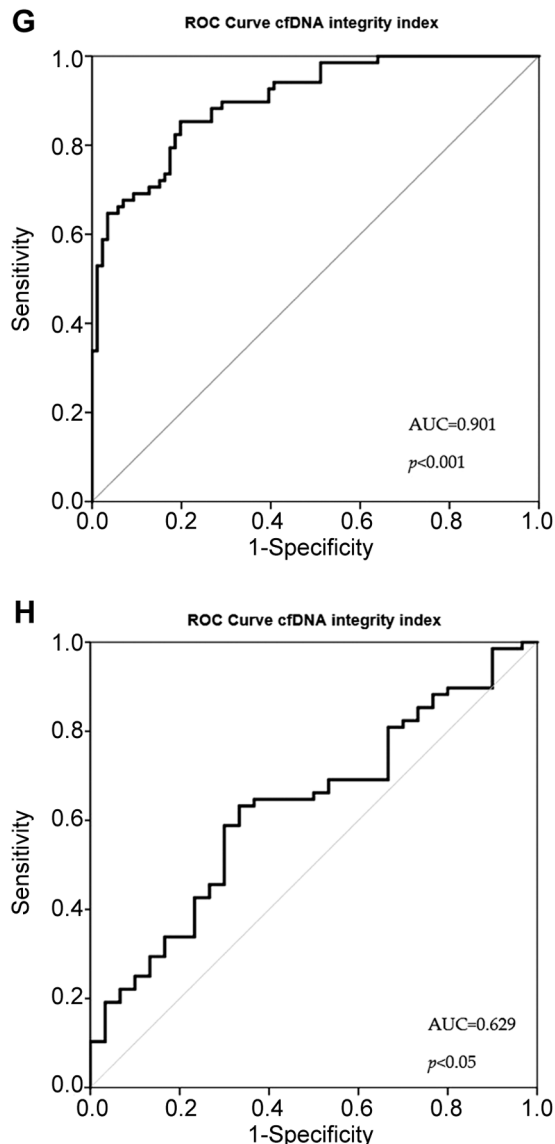 G
ROC Curve cfDNA integrity index
1.0
0.8
0.6
0.4
0.2
0.0
Sensitivity
AUC=0.901
p<0.001
0.0 0.2 0.4 0.6 0.8 1.0
1-Specificity
H
ROC Curve cfDNA integrity index
1.0
0.8
0.6
0.4
0.2
0.0
Sensitivity
AUC=0.629
p<0.05
0.0 0.2 0.4 0.6 0.8 1.0
1-Specificity